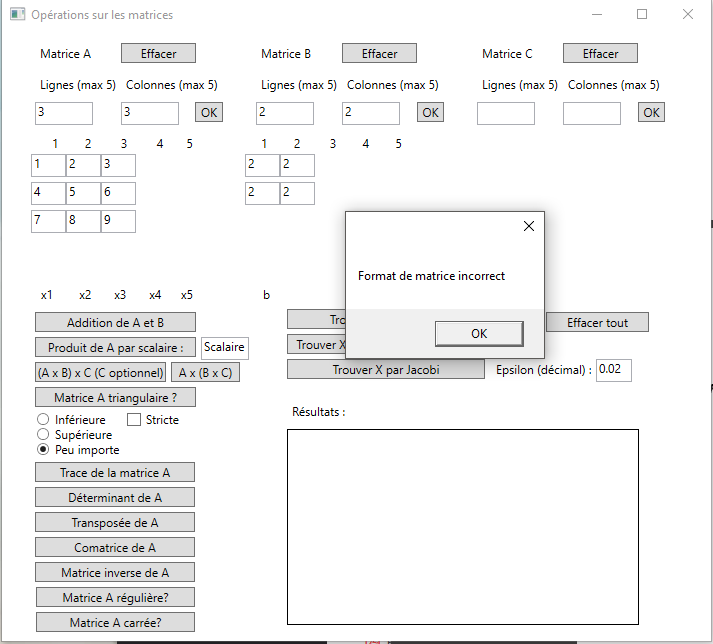 Opérations sur les matrices
Matrice A Effacer Matrice B Effacer Matrice C Effacer
Lignes (max 5) Colonnes (max 5) Lignes (max 5) Colonnes (max 5) Lignes (max 5) Colonnes (max 5)
3 3 OK 2 2 OK OK
1 2 3 4 5 1 2 3 4 5
1 2 3 2 2
4 5 6 2 2
7 8 9
Format de matrice incorrect
OK
x1 x2 x3 x4 x5 b
Addition de A et B Effacer tout
Produit de A par scalaire : Scalaire Trouver X
(A x B) x C (C optionnel) A x (B x C) Trouver X par Jacobi Epsilon (décimal) : 0.02
Matrice A triangulaire ?
Inférieure Stricte
Supérieure
Peu importe
Résultats :
Trace de la matrice A
Déterminant de A
Transposée de A
Comatrice de A
Matrice inverse de A
Matrice A régulière?
Matrice A carrée?